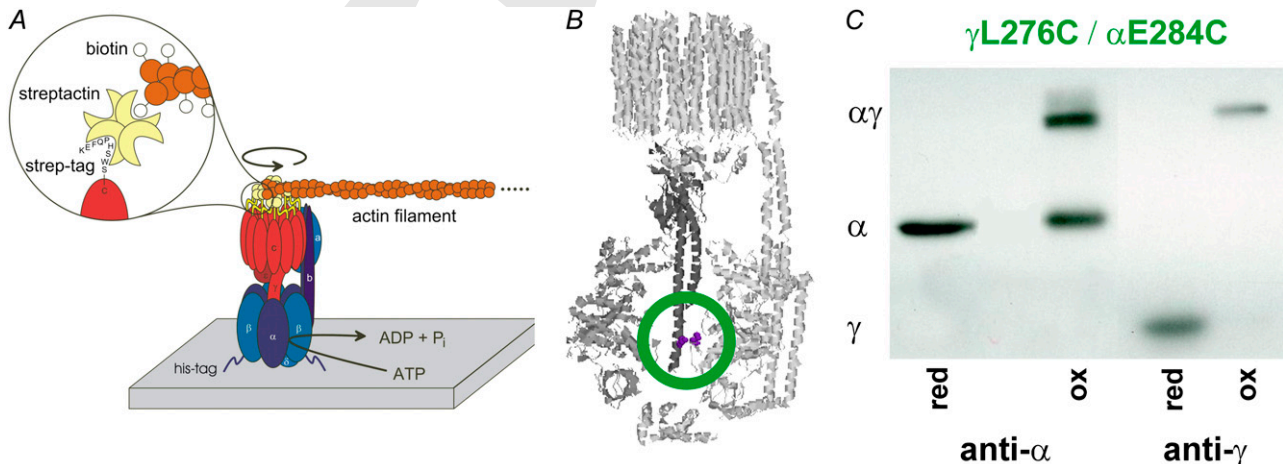 A
biotin
streptactin
K E F Q P H S W S
strep-tag
C
actin filament
c
a
b
γ
β
α
β
δ
ADP + Pi
his-tag
ATP
B
C
γL276C / αE284C
αγ
α
γ
red
ox
red
ox
anti-α
anti-γ